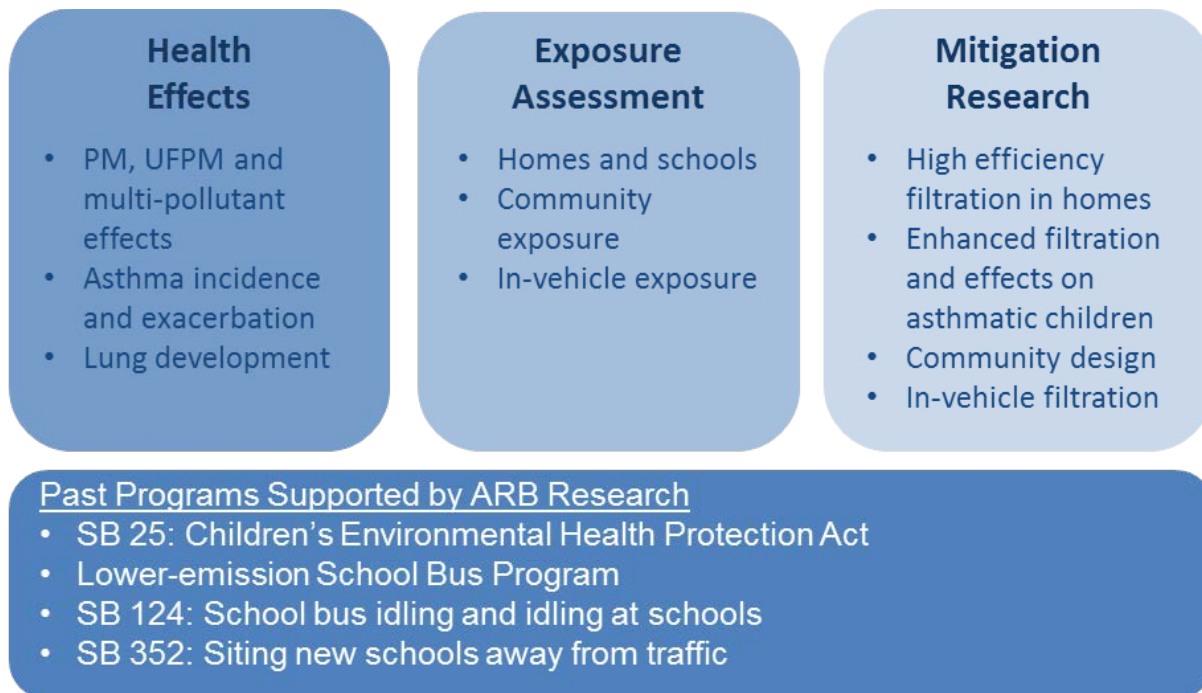 Health
Effects
• PM, UFPM and
multi-pollutant
effects
• Asthma incidence
and exacerbation
• Lung development
Exposure
Assessment
• Homes and schools
• Community
exposure
• In-vehicle exposure
Mitigation
Research
• High efficiency
filtration in homes
• Enhanced filtration
and effects on
asthmatic children
• Community design
• In-vehicle filtration
Past Programs Supported by ARB Research
• SB 25: Children’s Environmental Health Protection Act
• Lower-emission School Bus Program
• SB 124: School bus idling and idling at schools
• SB 352: Siting new schools away from traffic